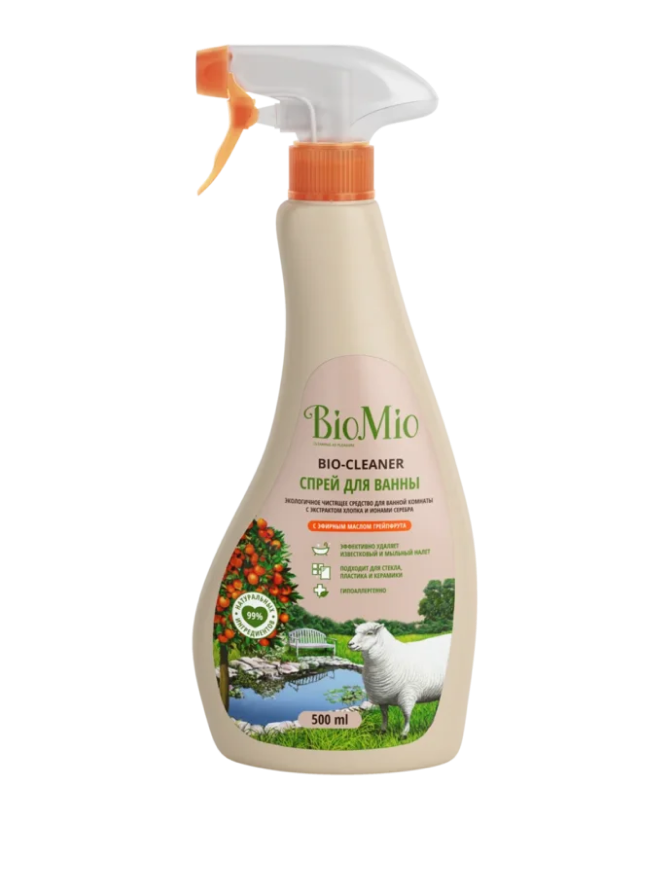 BioMio
BIO-CLEANER
СПРЕЙ ДЛЯ ВАННЫ
ЭКОЛОГИЧНОЕ ЧИСТЯЩЕЕ СРЕДСТВО ДЛЯ ВАННОЙ КОМНАТЫ
С ЭКСТРАКТОМ ХЛОПКА И ИОНАМИ СЕРЕБРА
С ЭФИРНЫМ МАСЛОМ ГРЕЙПФРУТА
ЭФФЕКТИВНО УДАЛЯЕТ
ИЗВЕСТКОВЫЙ И МЫЛЬНЫЙ НАЛЕТ
ПОДХОДИТ ДЛЯ СТЕКЛА,
ПЛАСТИКА И КЕРАМИКИ
ГИПОАЛЛЕРГЕННО
НАТУРАЛЬНЫХ
99%
ИНГРЕДИЕНТОВ
500 ml